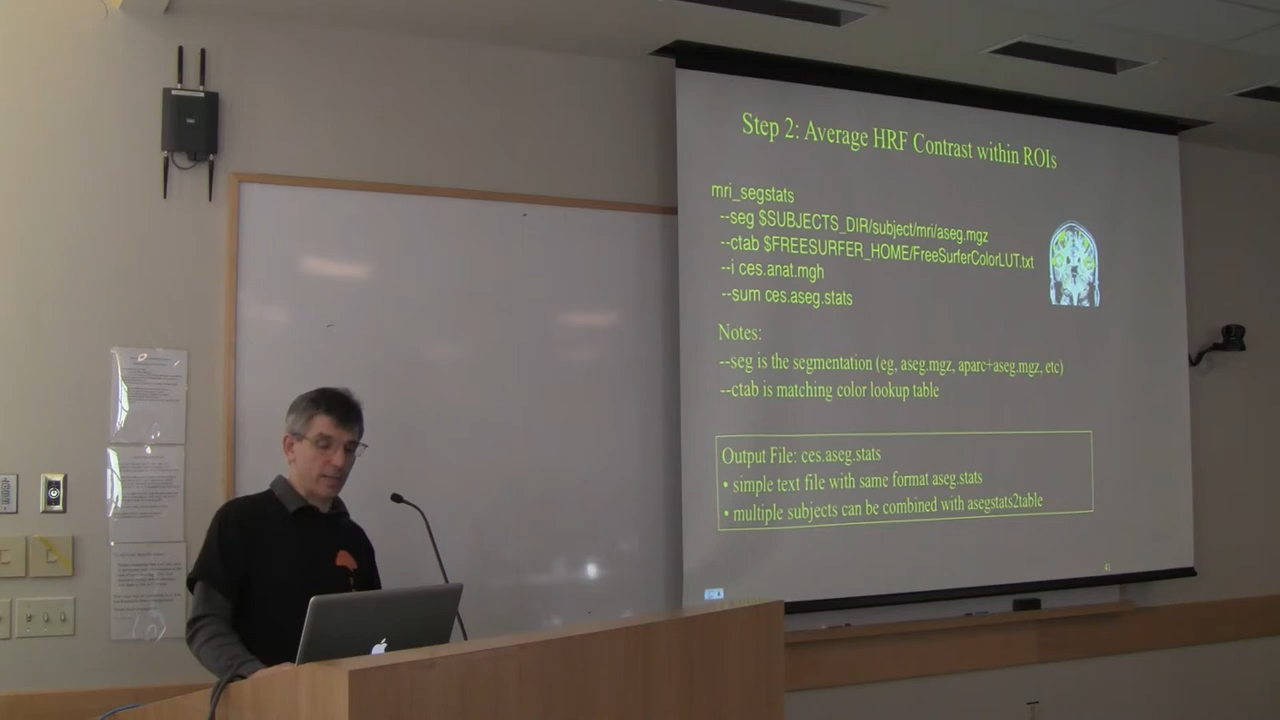 Step 2: Average HRF Contrast within ROIs
mri_segstats
--seg $SUBJECTS_DIR/subject/mri/aseg.mgz
--ctab $FREESURFER_HOME/FreeSurferColorLUT.txt
--i ces.anat.mgh
--sum ces.aseg.stats
Notes:
--seg is the segmentation (eg, aseg.mgz, aparc+aseg.mgz, etc)
--ctab is matching color lookup table
Output File: ces.aseg.stats
• simple text file with same format aseg.stats
• multiple subjects can be combined with asegstats2table